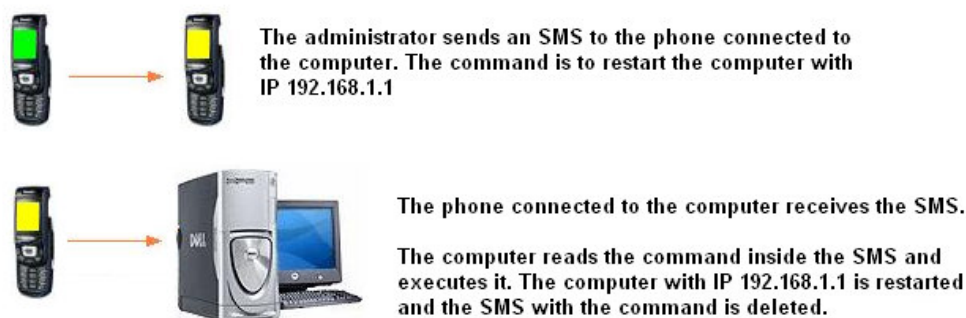 The administrator sends an SMS to the phone connected to
the computer. The command is to restart the computer with
IP 192.168.1.1
DELL
The phone connected to the computer receives the SMS.
The computer reads the command inside the SMS and
executes it. The computer with IP 192.168.1.1 is restarted
and the SMS with the command is deleted.